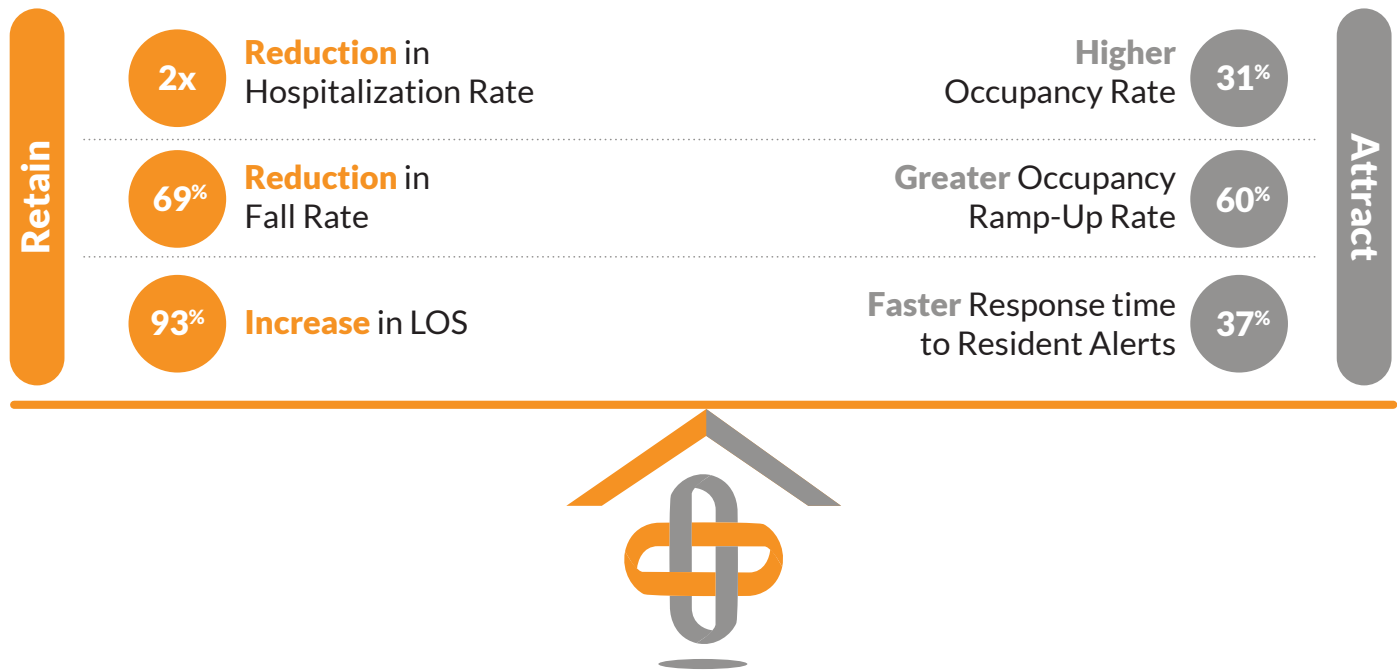 Retain
2x
Reduction in
Hospitalization Rate
69%
Reduction in
Fall Rate
93%
Increase in LOS
Higher
Occupancy Rate
31%
Greater Occupancy
Ramp-Up Rate
60%
Faster Response time
to Resident Alerts
37%
Attract